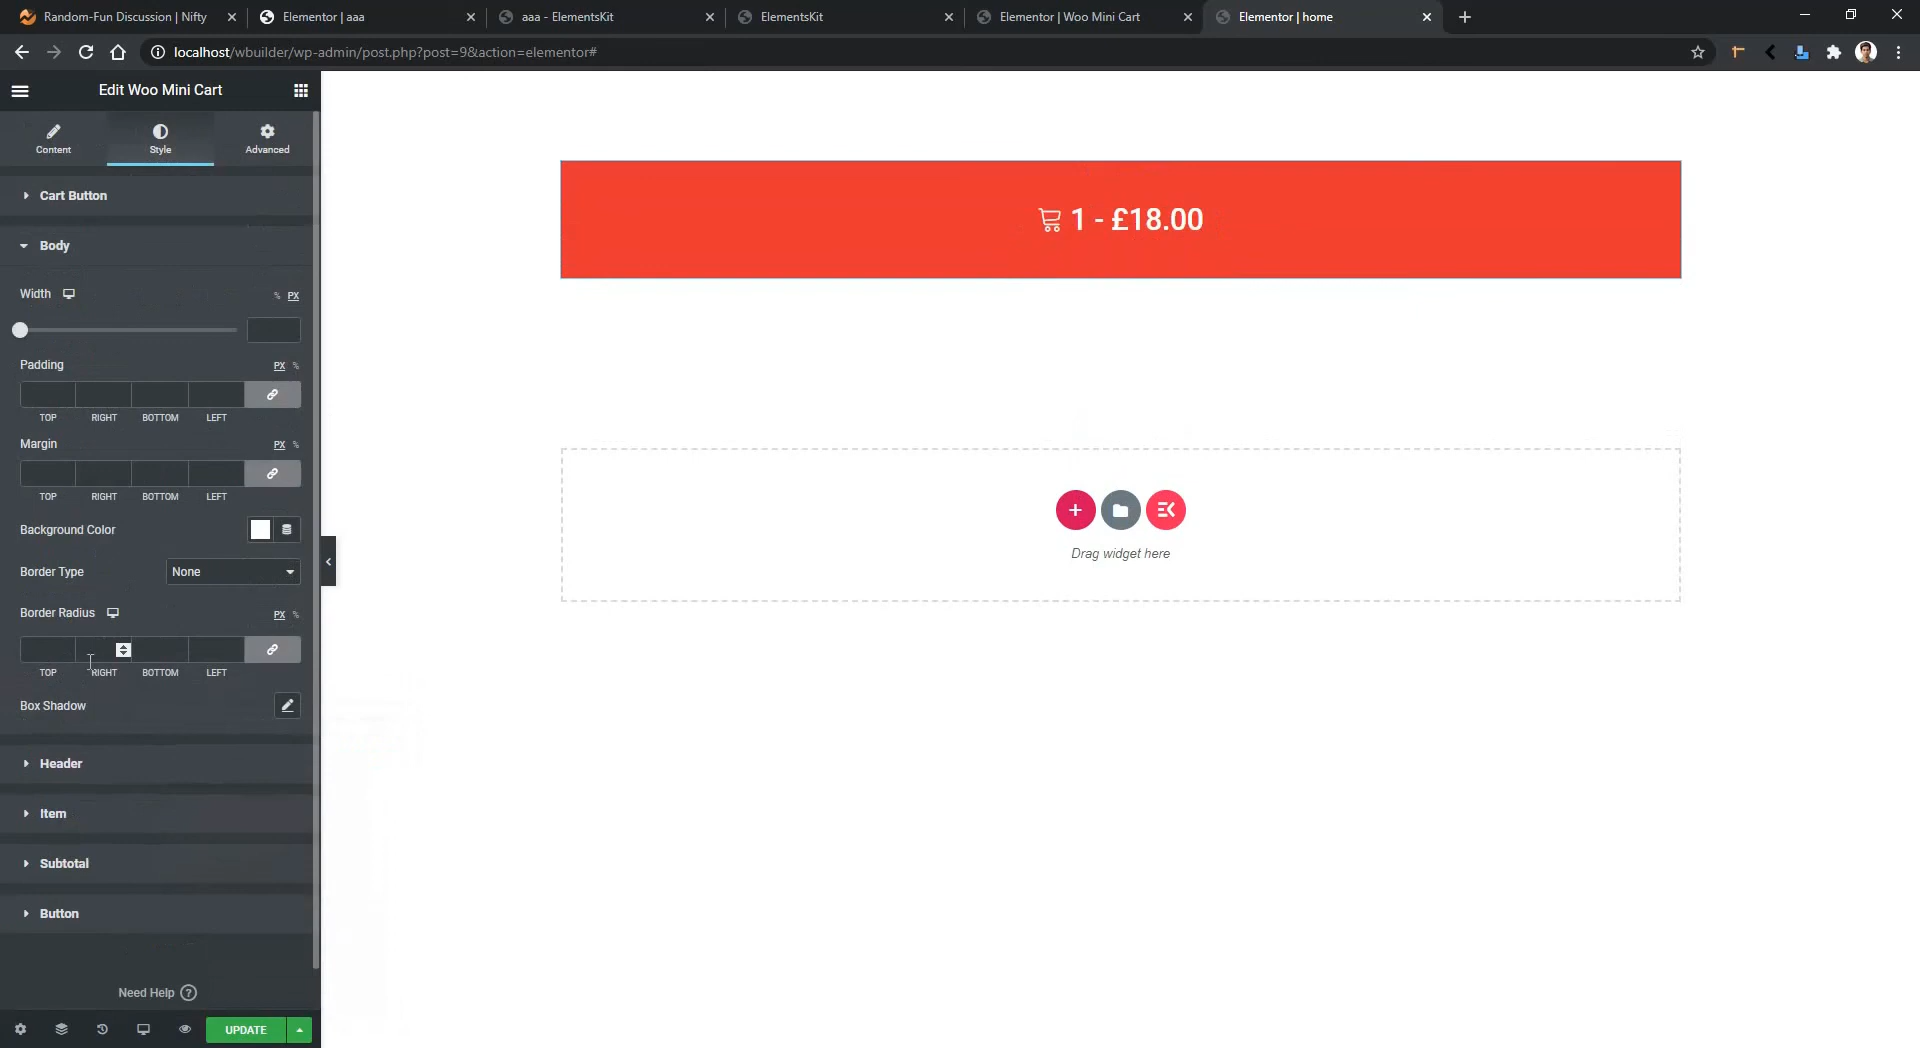 Random-Fun Discussion | Nifty
Elementor | aaa
aaa - ElementsKit
ElementsKit
Elementor | Woo Mini Cart
Elementor | home
localhost/wbuilder/wp-admin/post.php?post=9&action=elementor#
Edit Woo Mini Cart
Content
Style
Advanced
Cart Button
Body
Width
% PX
Padding
PX %
TOP RIGHT BOTTOM LEFT
Margin
PX %
TOP RIGHT BOTTOM LEFT
Background Color
Border Type
None
Border Radius
PX %
TOP RIGHT BOTTOM LEFT
Box Shadow
Header
Item
Subtotal
Button
Need Help ?
UPDATE
1 - £18.00
Drag widget here